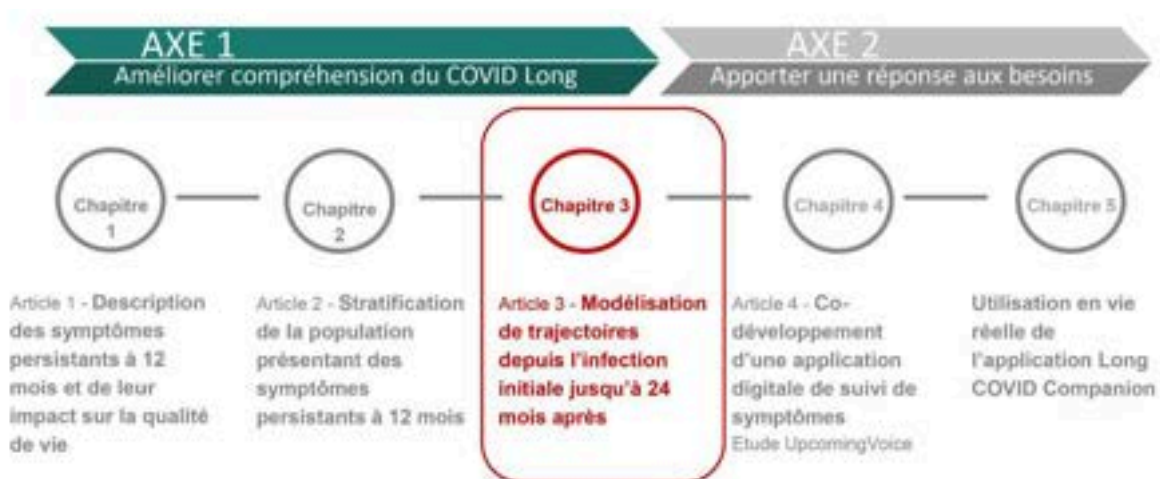 AXE 1
Améliorer compréhension du COVID Long
AXE 2
Apporter une réponse aux besoins
Chapitre
1
Chapitre
2
Chapitre 3
Chapitre 4
Chapitre 5
Article 1 - Description
des symptômes
persistants à 12
mois et de leur
impact sur la qualité
de vie
Article 2 - Stratification
de la population
présentant des
symptômes
persistants à 12 mois
Article 3 - Modélisation
de trajectoires
depuis l'infection
initiale jusqu'à 24
mois après
Article 4 - Co-
développement
d'une application
digitale de suivi de
symptômes
Etude UpcomingVoice
Utilisation en vie
réelle de
l'application Long
COVID Companion